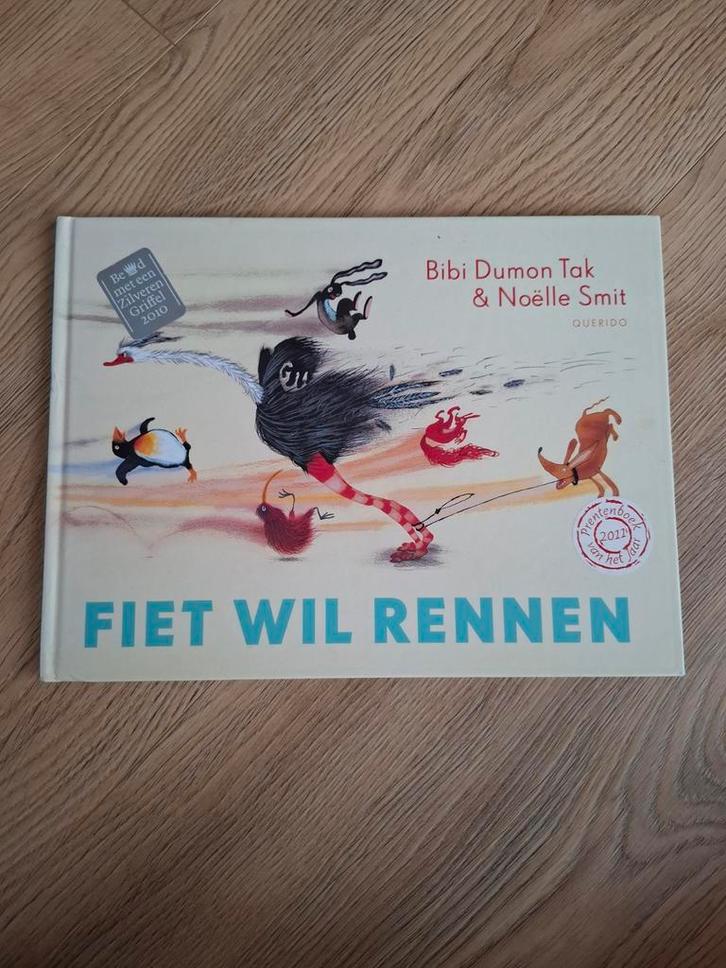 Be👑d
met een
Zilveren
Griffel
2010
Bibi Dumon Tak
& Noëlle Smit
QUERIDO
Prentenboek
2011
van het Jaar
FIET WIL RENNEN